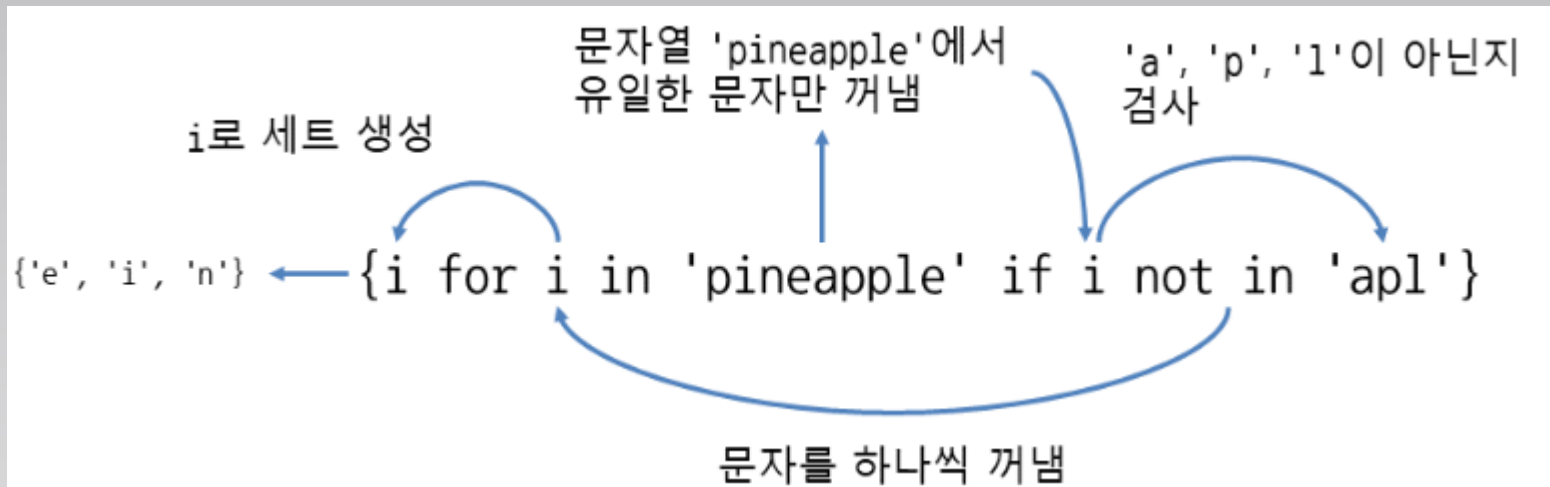 문자열 'pineapple'에서
유일한 문자만 꺼냄
'a', 'p', 'l'이 아닌지
검사
i로 세트 생성
{'e', 'i', 'n'}
{i for i in 'pineapple' if i not in 'apl'}
문자를 하나씩 꺼냄